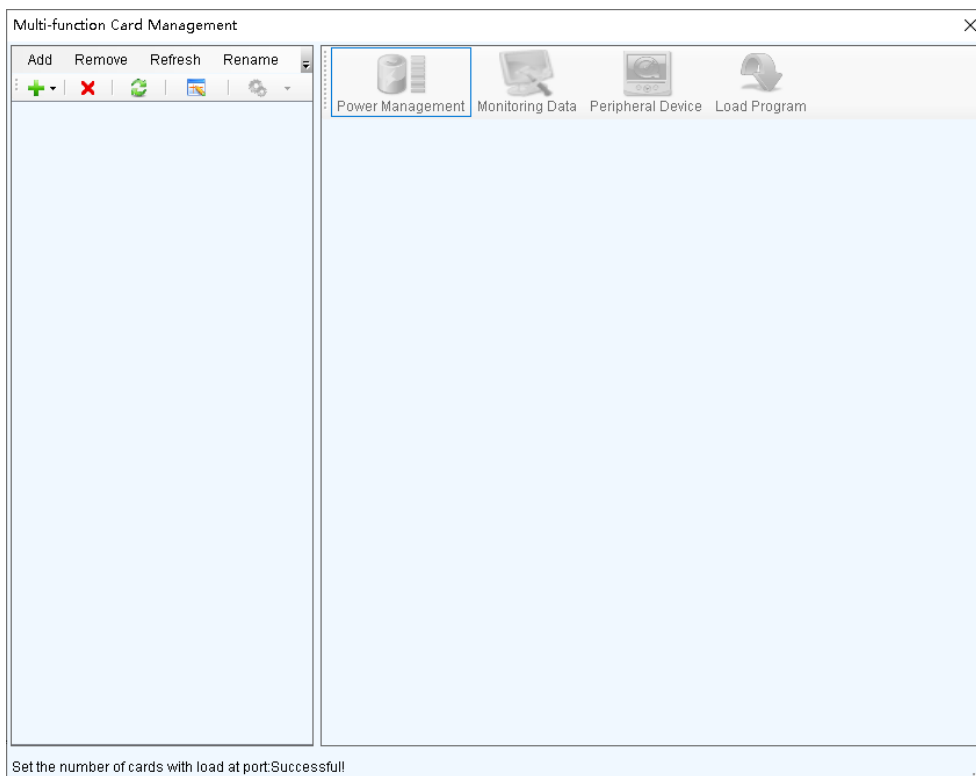 Multi-function Card Management
Add Remove Refresh Rename
Power Management Monitoring Data Peripheral Device Load Program
Set the number of cards with load at port:Successful!